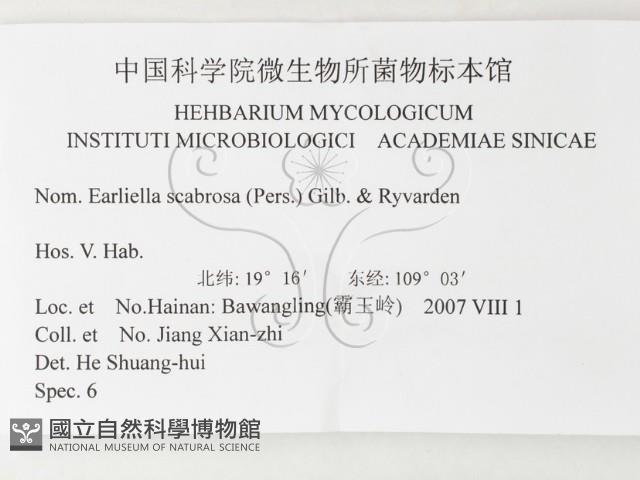 中国科学院微生物所菌物标本馆
HEHBARIUM MYCOLOGICUM
INSTITUTI MICROBIOLOGICI ACADEMIAE SINICAE
Nom. Earliella scabrosa (Pers.) Gilb. & Ryvarden
Hos. V. Hab.
北纬: 19° 16′ 东经: 109° 03′
Loc. et No.Hainan: Bawangling(霸王岭) 2007 VIII 1
Coll. et No. Jiang Xian-zhi
Det. He Shuang-hui
Spec. 6
國立自然科學博物館
NATIONAL MUSEUM OF NATURAL SCIENCE